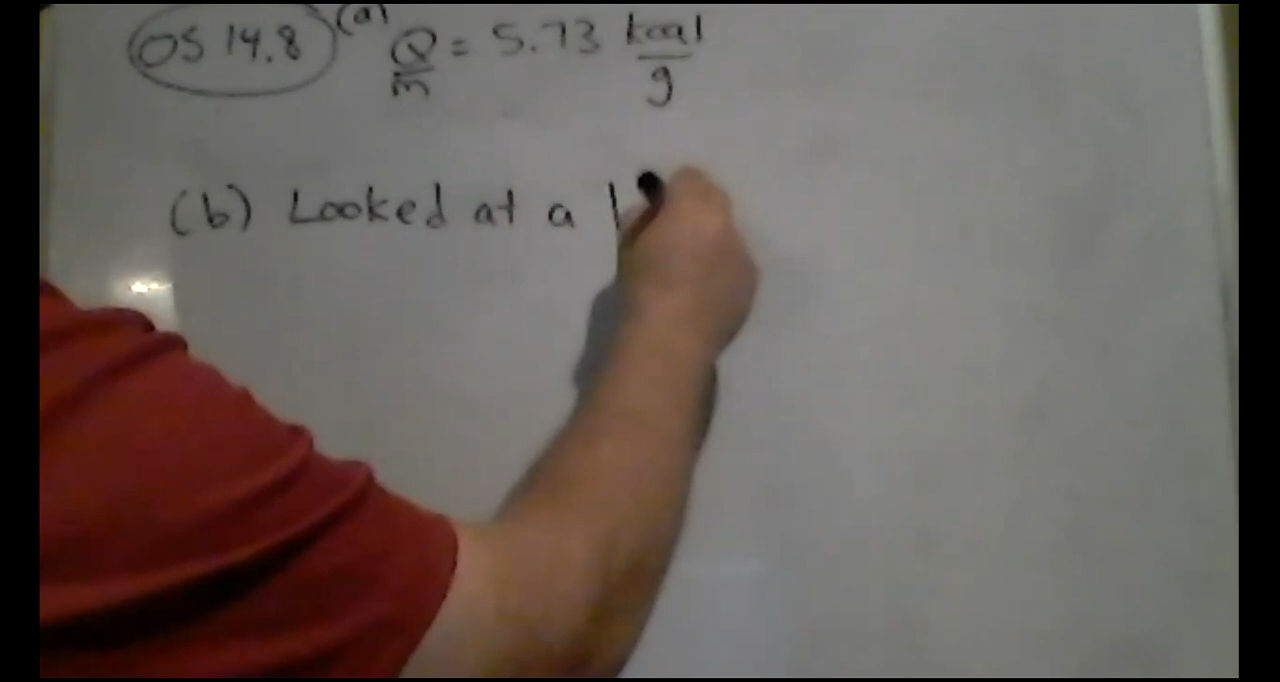 OS 14.8 (a) Q/m = 5.73 kcal/g
(b) Looked at a